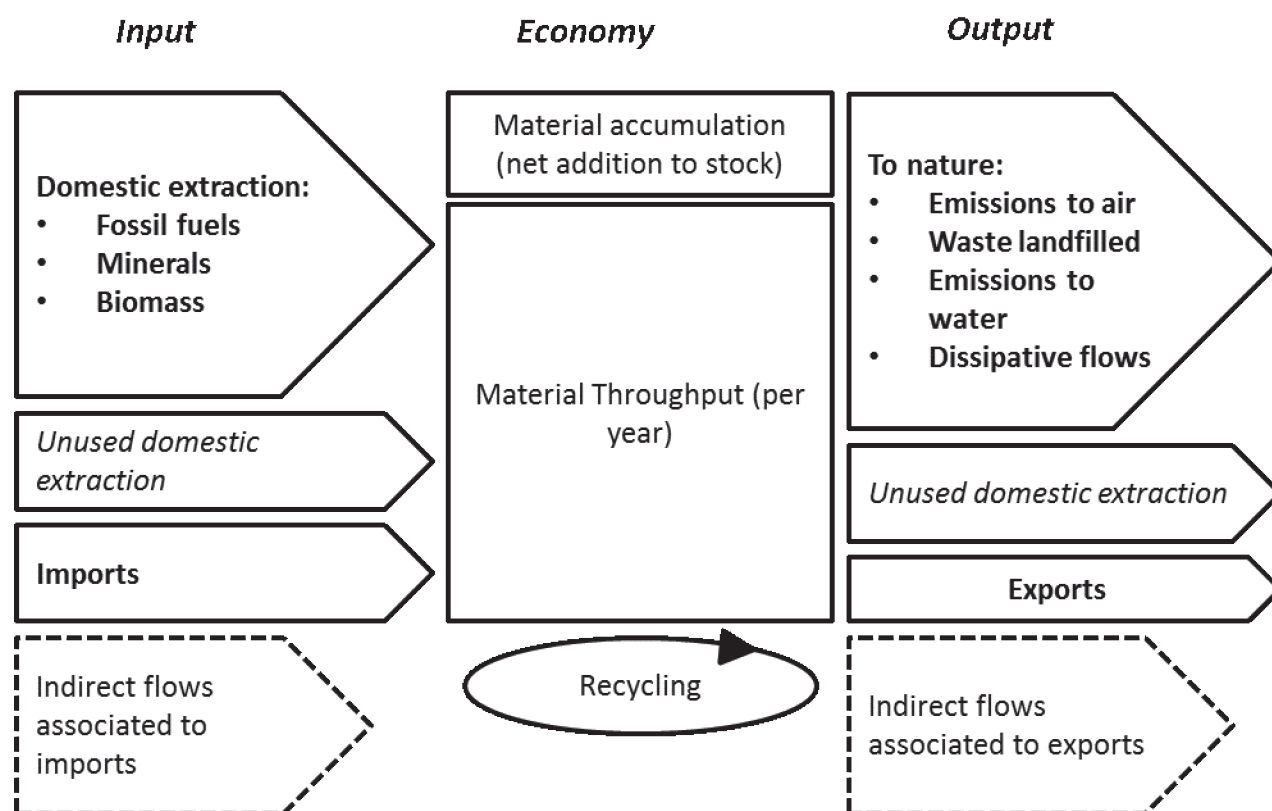 Input
Economy
Output
Domestic extraction:
• Fossil fuels
• Minerals
• Biomass
Unused domestic
extraction
Imports
Indirect flows
associated to
imports
Material accumulation
(net addition to stock)
Material Throughput (per
year)
Recycling
To nature:
• Emissions to air
• Waste landfilled
• Emissions to
water
• Dissipative flows
Unused domestic extraction
Exports
Indirect flows
associated to exports